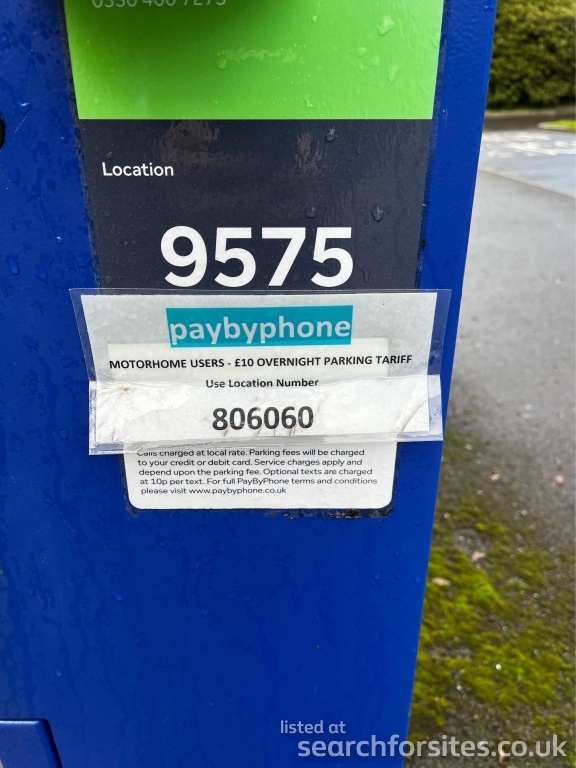 Location
9575
paybyphone
MOTORHOME USERS - £10 OVERNIGHT PARKING TARIFF
Use Location Number
806060
Calls charged at local rate. Parking fees will be charged
to your credit or debit card. Service charges apply and
depend upon the parking fee. Optional texts are charged
at 10p per text. For full PayByPhone terms and conditions
please visit www.paybyphone.co.uk
listed at
searchforsites.co.uk